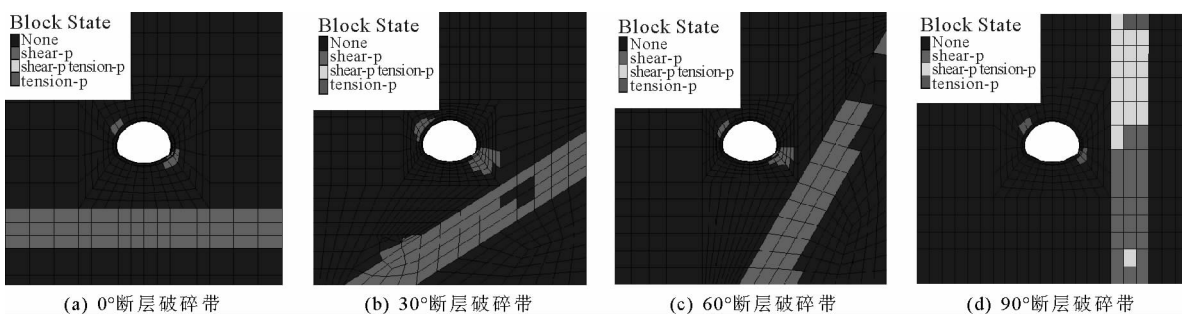 Block State
None
shear-p
shear-p tension-p
tension-p
Block State
None
shear-p
shear-p tension-p
tension-p
Block State
None
shear-p
shear-p tension-p
tension-p
Block State
None
shear-p
shear-p tension-p
tension-p
(a) 0°断层破碎带
(b) 30°断层破碎带
(c) 60°断层破碎带
(d) 90°断层破碎带